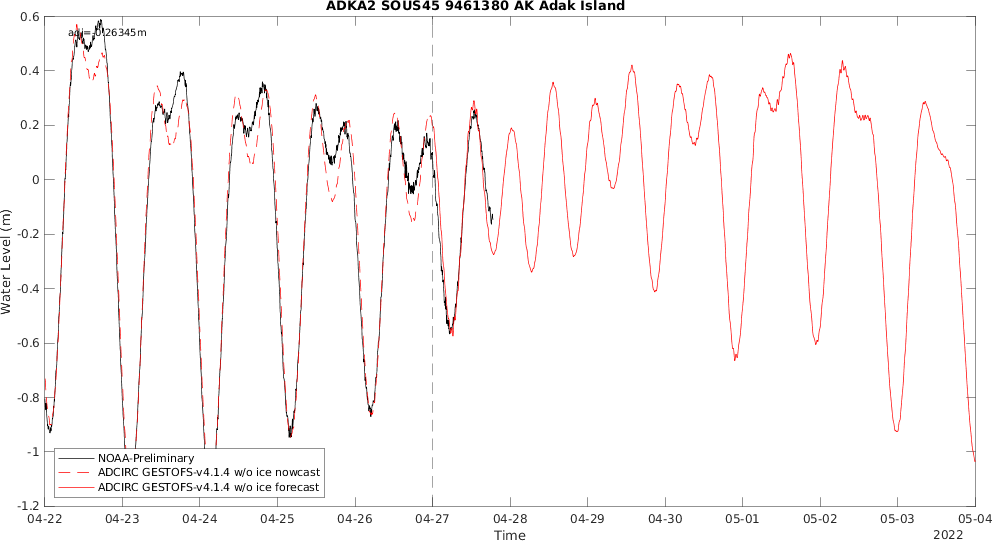 ADKA2 SOUS45 9461380 AK Adak Island
adj=-0.26345m
0.6
0.4
0.2
0
-0.2
-0.4
-0.6
-0.8
-1
-1.2
Water Level (m)
NOAA-Preliminary
ADCIRC GESTOFS-v4.1.4 w/o ice nowcast
ADCIRC GESTOFS-v4.1.4 w/o ice forecast
04-22 04-23 04-24 04-25 04-26 04-27 04-28 04-29 04-30 05-01 05-02 05-03 05-04
Time
2022